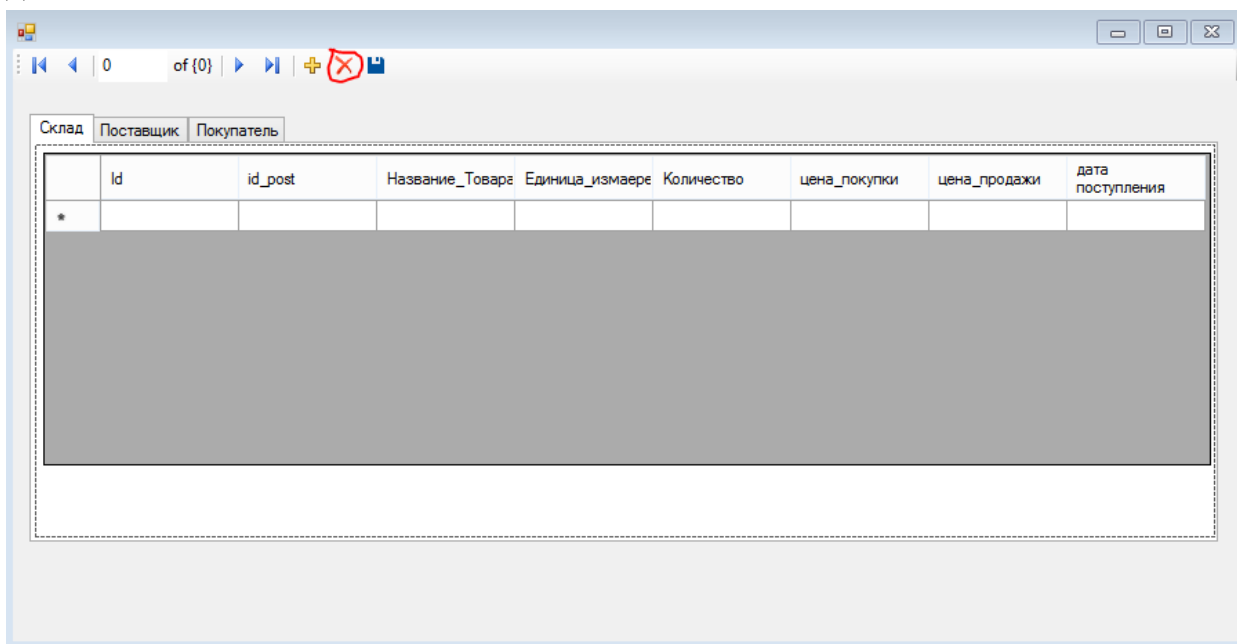 0 of {0}
Склад Поставщик Покупатель
Id id_post Название_Товара Единица_измаере Количество цена_покупки цена_продажи дата
поступления